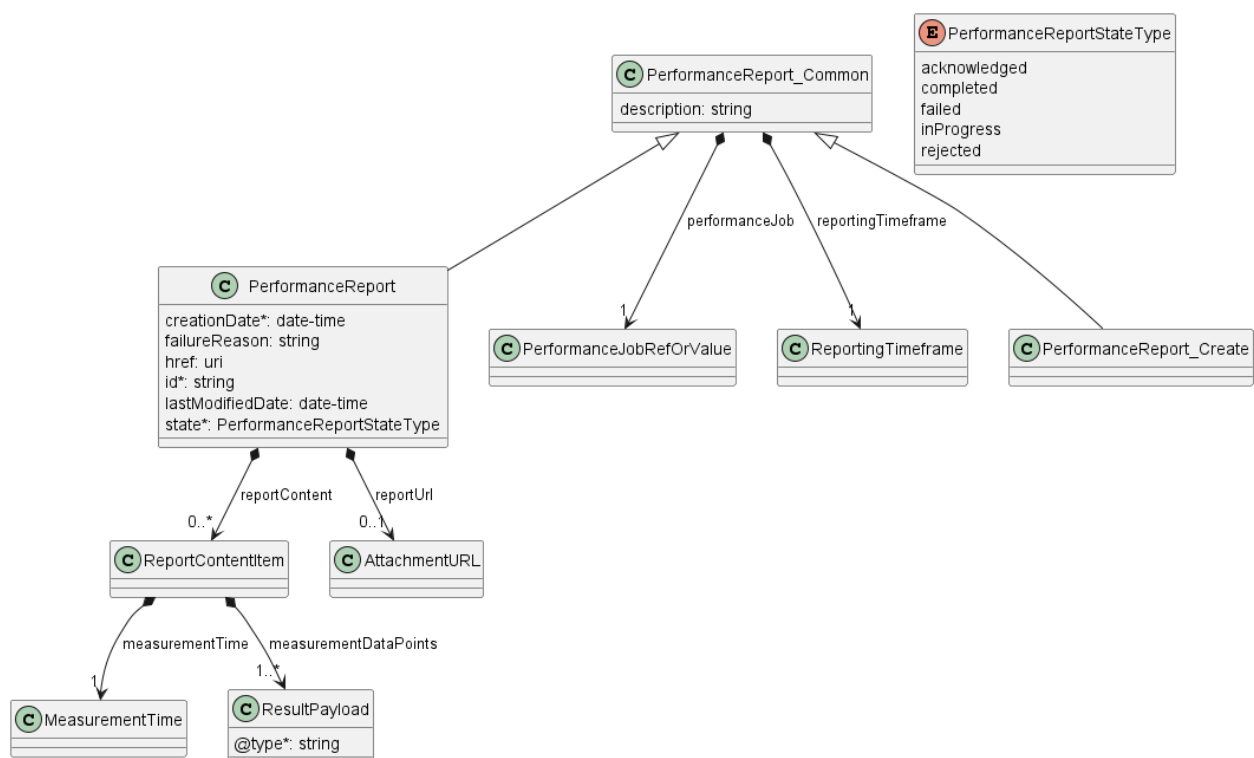 E PerformanceReportStateType
acknowledged
completed
failed
inProgress
rejected
C PerformanceReport_Common
description: string
performanceJob
reportingTimeframe
1
1
C PerformanceReport
creationDate*: date-time
failureReason: string
href: uri
id*: string
lastModifiedDate: date-time
state*: PerformanceReportStateType
C PerformanceJobRefOrValue
C ReportingTimeframe
C PerformanceReport_Create
reportContent
reportUrl
0..*
0..1
C ReportContentItem
C AttachmentURL
measurementTime
measurementDataPoints
1
1..*
C MeasurementTime
C ResultPayload
@type*: string